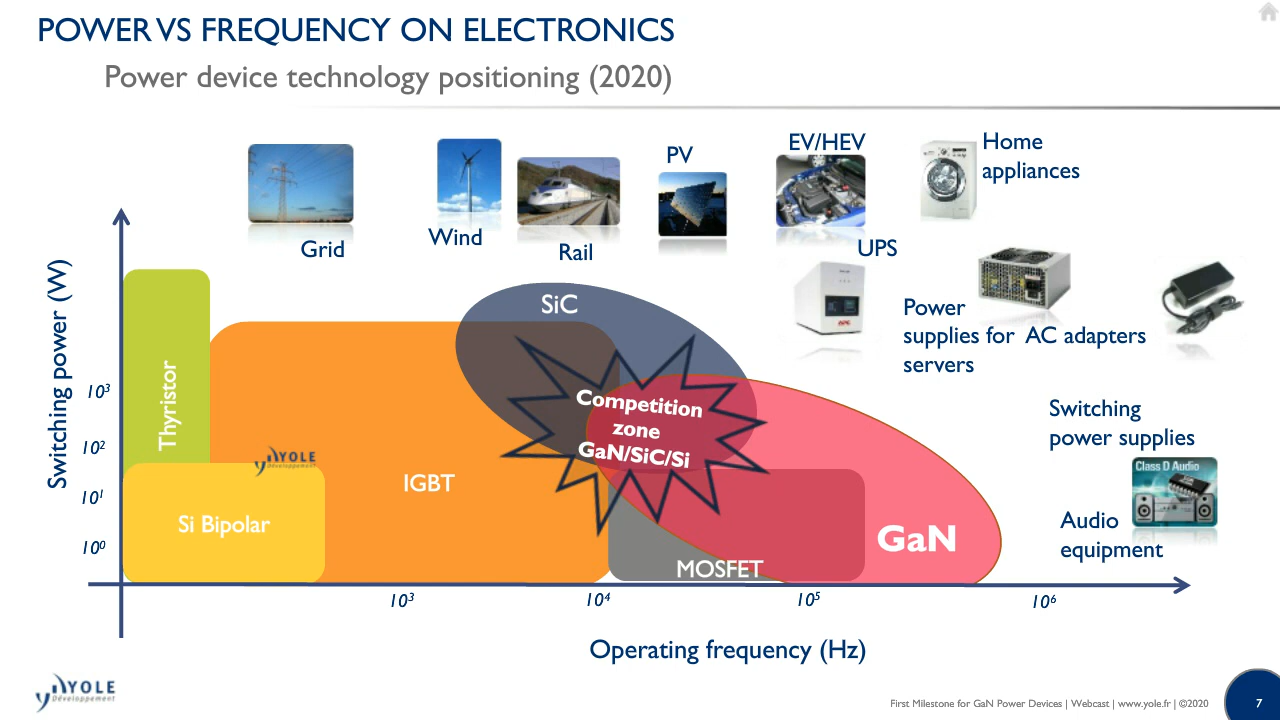 POWER VS FREQUENCY ON ELECTRONICS
Power device technology positioning (2020)
Grid
Wind
Rail
PV
EV/HEV
Home
appliances
UPS
Power
supplies for
servers
AC adapters
Switching
power supplies
Class D Audio
Audio
equipment
Switching power (W)
10³
10²
10¹
10⁰
Thyristor
Si Bipolar
YOLE
Développement
IGBT
SiC
Competition
zone
GaN/SiC/Si
MOSFET
GaN
10³
10⁴
10⁵
10⁶
Operating frequency (Hz)
YOLE
Développement
First Milestone for GaN Power Devices | Webcast | www.yole.fr | ©2020
7